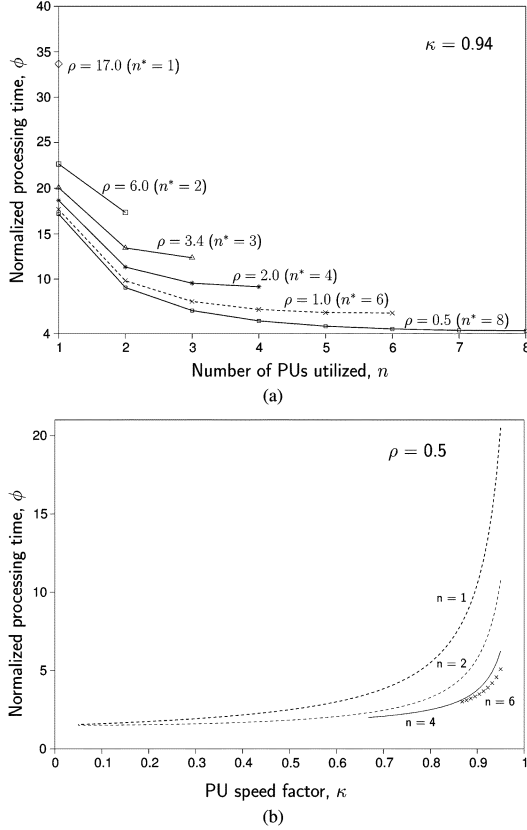 40
35
30
25
20
15
10
4
Normalized processing time, ϕ
κ = 0.94
ρ = 17.0 (n* = 1)
ρ = 6.0 (n* = 2)
ρ = 3.4 (n* = 3)
ρ = 2.0 (n* = 4)
ρ = 1.0 (n* = 6)
ρ = 0.5 (n* = 8)
1 2 3 4 5 6 7 8
Number of PUs utilized, n
(a)
20
15
10
5
0
Normalized processing time, ϕ
ρ = 0.5
n = 1
n = 2
n = 6
n = 4
0 0.1 0.2 0.3 0.4 0.5 0.6 0.7 0.8 0.9 1
PU speed factor, κ
(b)